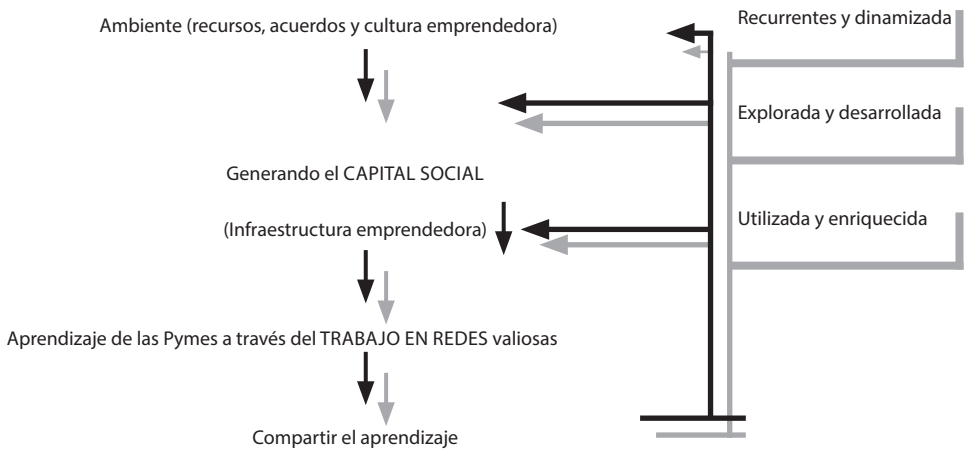 Ambiente (recursos, acuerdos y cultura emprendedora)
Recurrentes y dinamizada
Explorada y desarrollada
Generando el CAPITAL SOCIAL
(Infraestructura emprendedora)
Utilizada y enriquecida
Aprendizaje de las Pymes a través del TRABAJO EN REDES valiosas
Compartir el aprendizaje